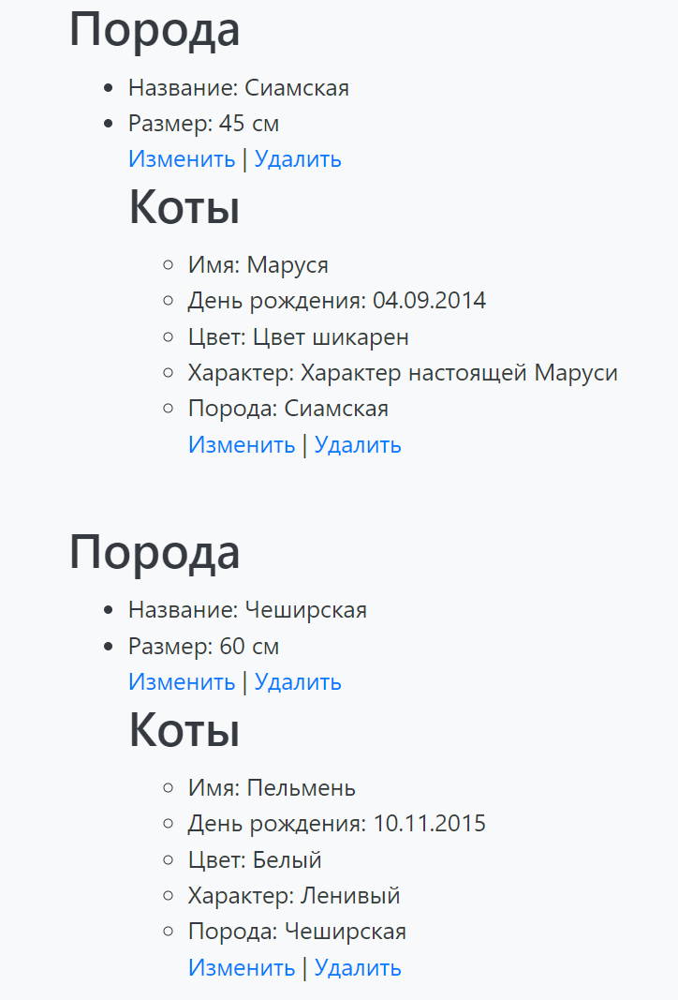 Порода
Название: Сиамская
Размер: 45 см
Изменить | Удалить
Коты
Имя: Маруся
День рождения: 04.09.2014
Цвет: Цвет шикарен
Характер: Характер настоящей Маруси
Порода: Сиамская
Изменить | Удалить
Порода
Название: Чеширская
Размер: 60 см
Изменить | Удалить
Коты
Имя: Пельмень
День рождения: 10.11.2015
Цвет: Белый
Характер: Ленивый
Порода: Чеширская
Изменить | Удалить